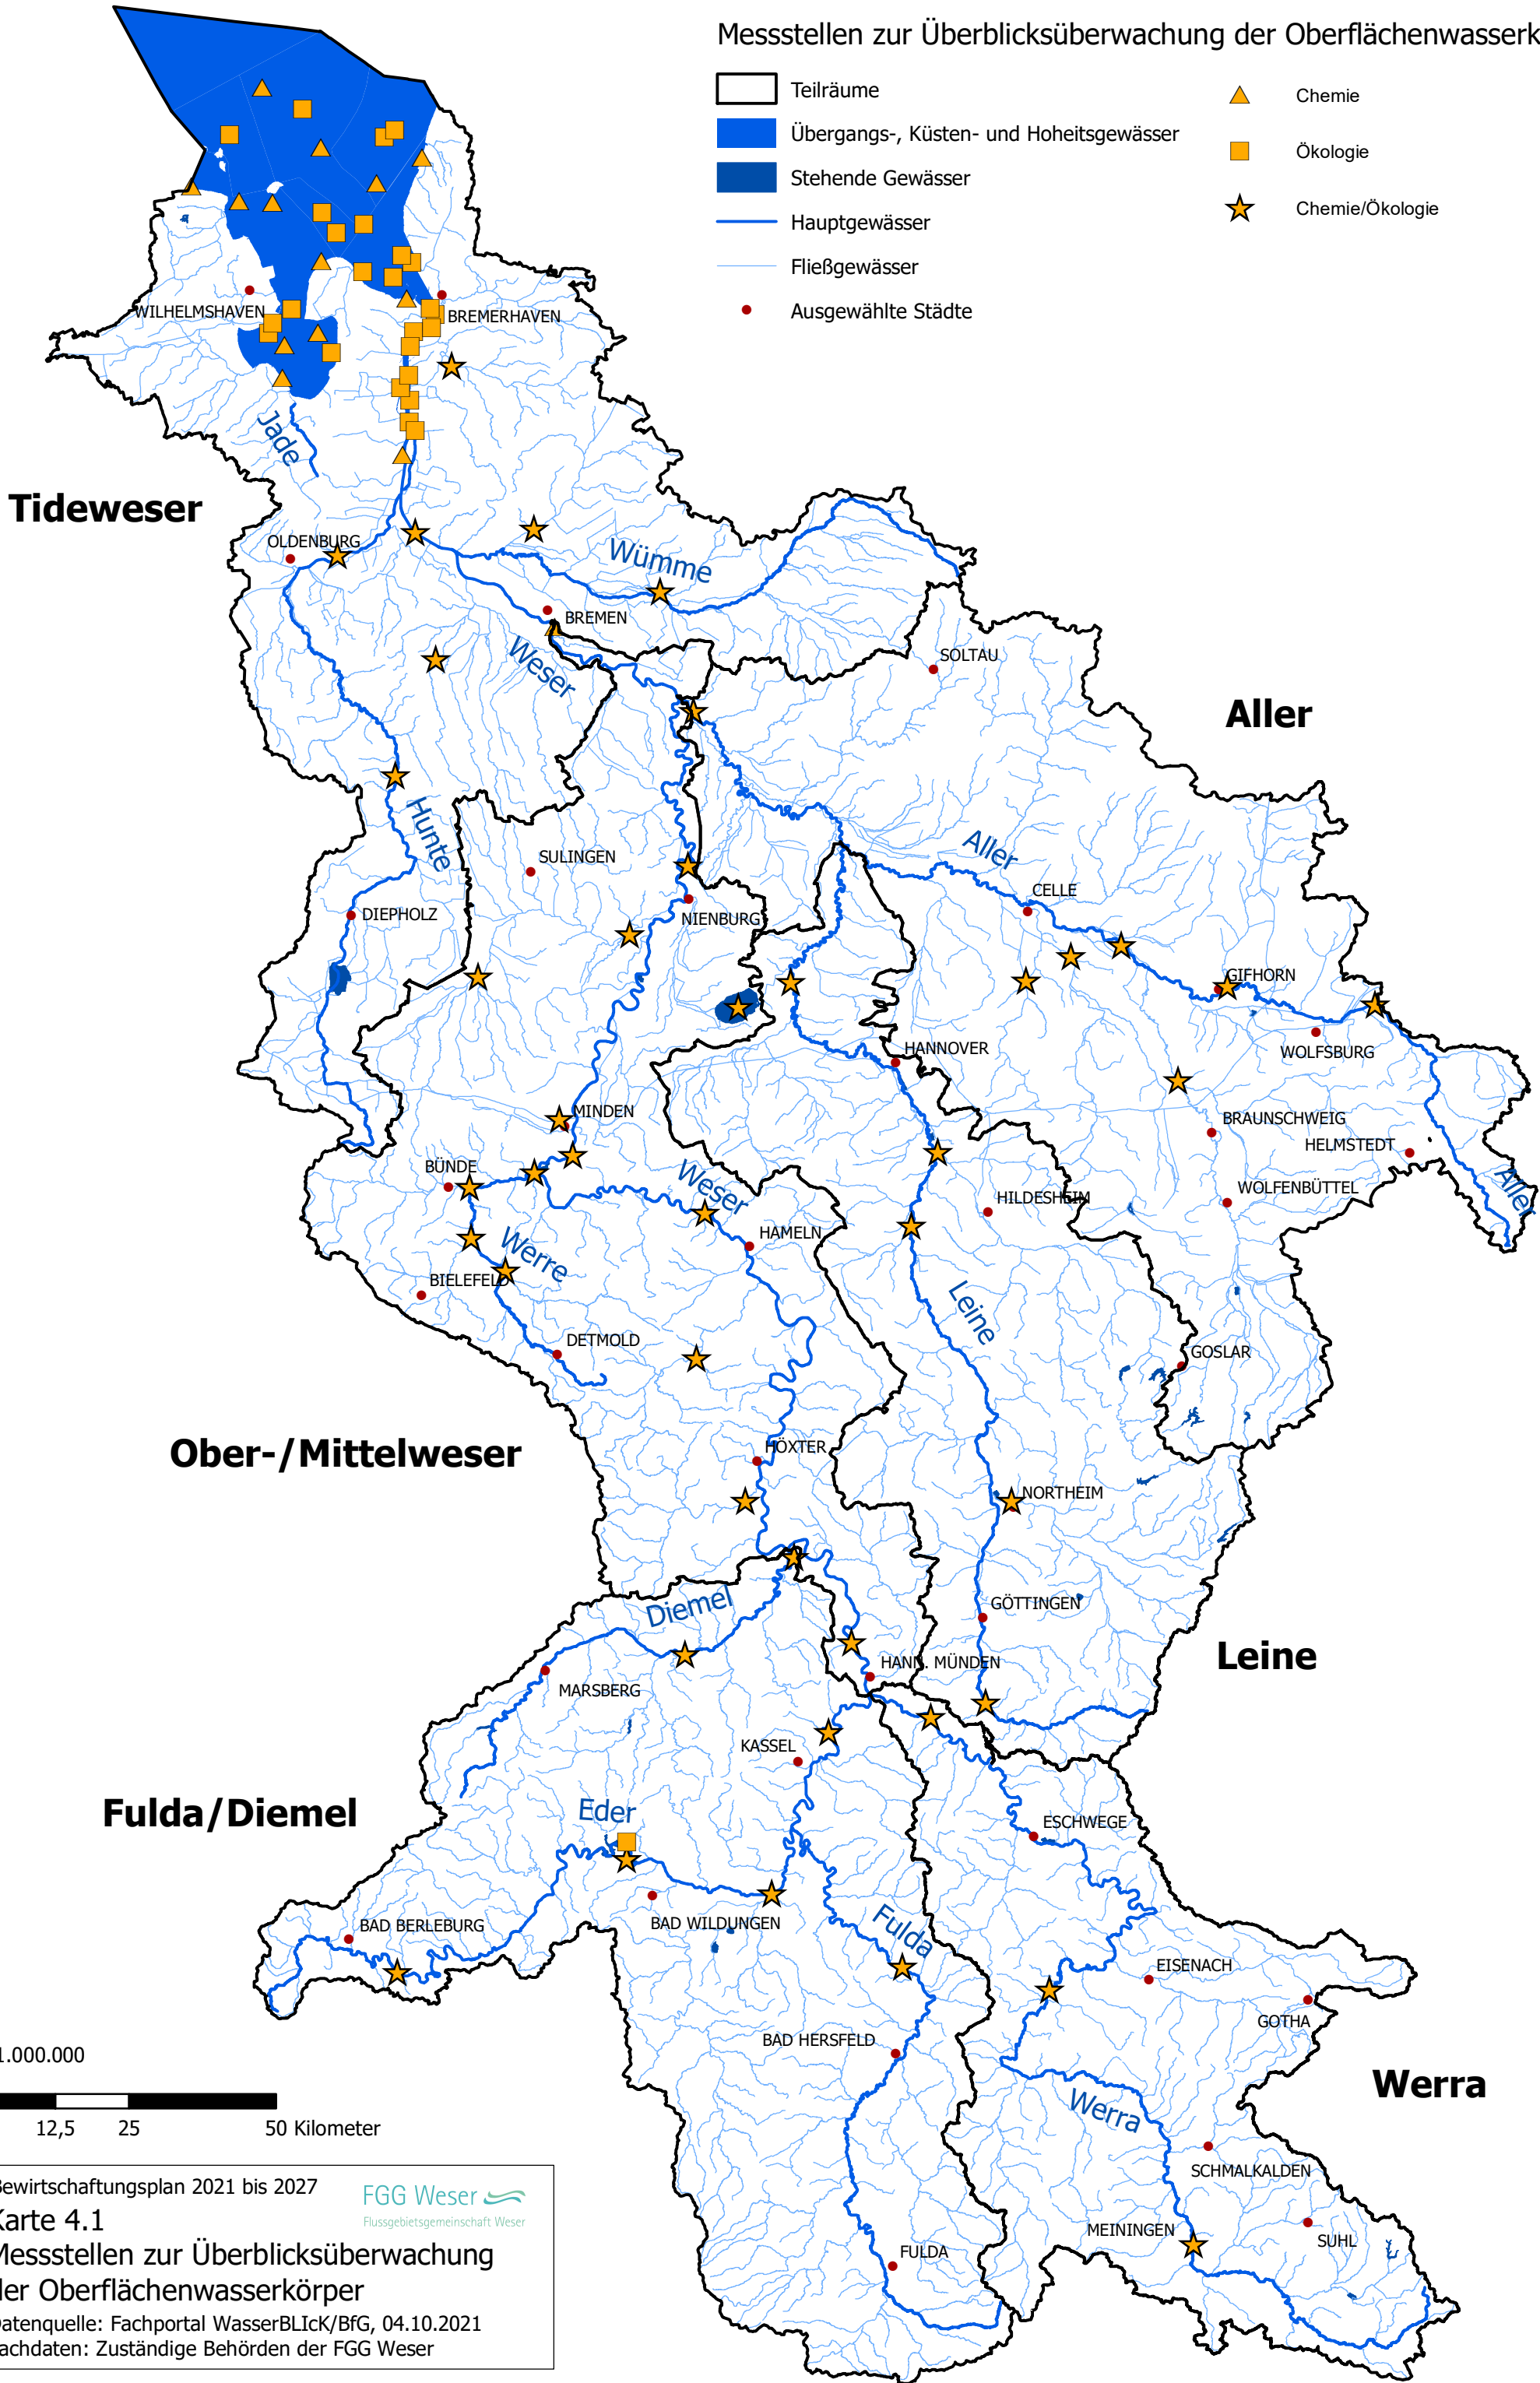 Messstellen zur Überblicksüberwachung der Oberflächenwasserk
Teilräume
Übergangs-, Küsten- und Hoheitsgewässer
Stehende Gewässer
Hauptgewässer
Fließgewässer
Ausgewählte Städte
Chemie
Ökologie
Chemie/Ökologie
WILHELMSHAVEN
BREMERHAVEN
Jade
Tideweser
OLDENBURG
Wümme
BREMEN
Weser
SOLTAU
Aller
Hunte
SULINGEN
Aller
CELLE
DIEPHOLZ
NIENBURG
GIFHORN
WOLFSBURG
HANNOVER
MINDEN
BRAUNSCHWEIG
HELMSTEDT
BÜNDE
Weser
HILDESHEIM
WOLFENBÜTTEL
Aller
HAMELN
Werre
BIELEFELD
Leine
DETMOLD
GOSLAR
Ober-/Mittelweser
HÖXTER
NORTHEIM
Diemel
GÖTTINGEN
Leine
HANN. MÜNDEN
MARSBERG
KASSEL
Fulda/Diemel
Eder
ESCHWEGE
BAD BERLEBURG
BAD WILDUNGEN
Fulda
EISENACH
GOTHA
BAD HERSFELD
Werra
Werra
SCHMALKALDEN
MEININGEN
SUHL
FULDA
1.000.000
12,5 25 50 Kilometer
Bewirtschaftungsplan 2021 bis 2027
FGG Weser
Flussgebietsgemeinschaft Weser
Karte 4.1
Messstellen zur Überblicksüberwachung
der Oberflächenwasserkörper
Datenquelle: Fachportal WasserBLIcK/BfG, 04.10.2021
achdaten: Zuständige Behörden der FGG Weser